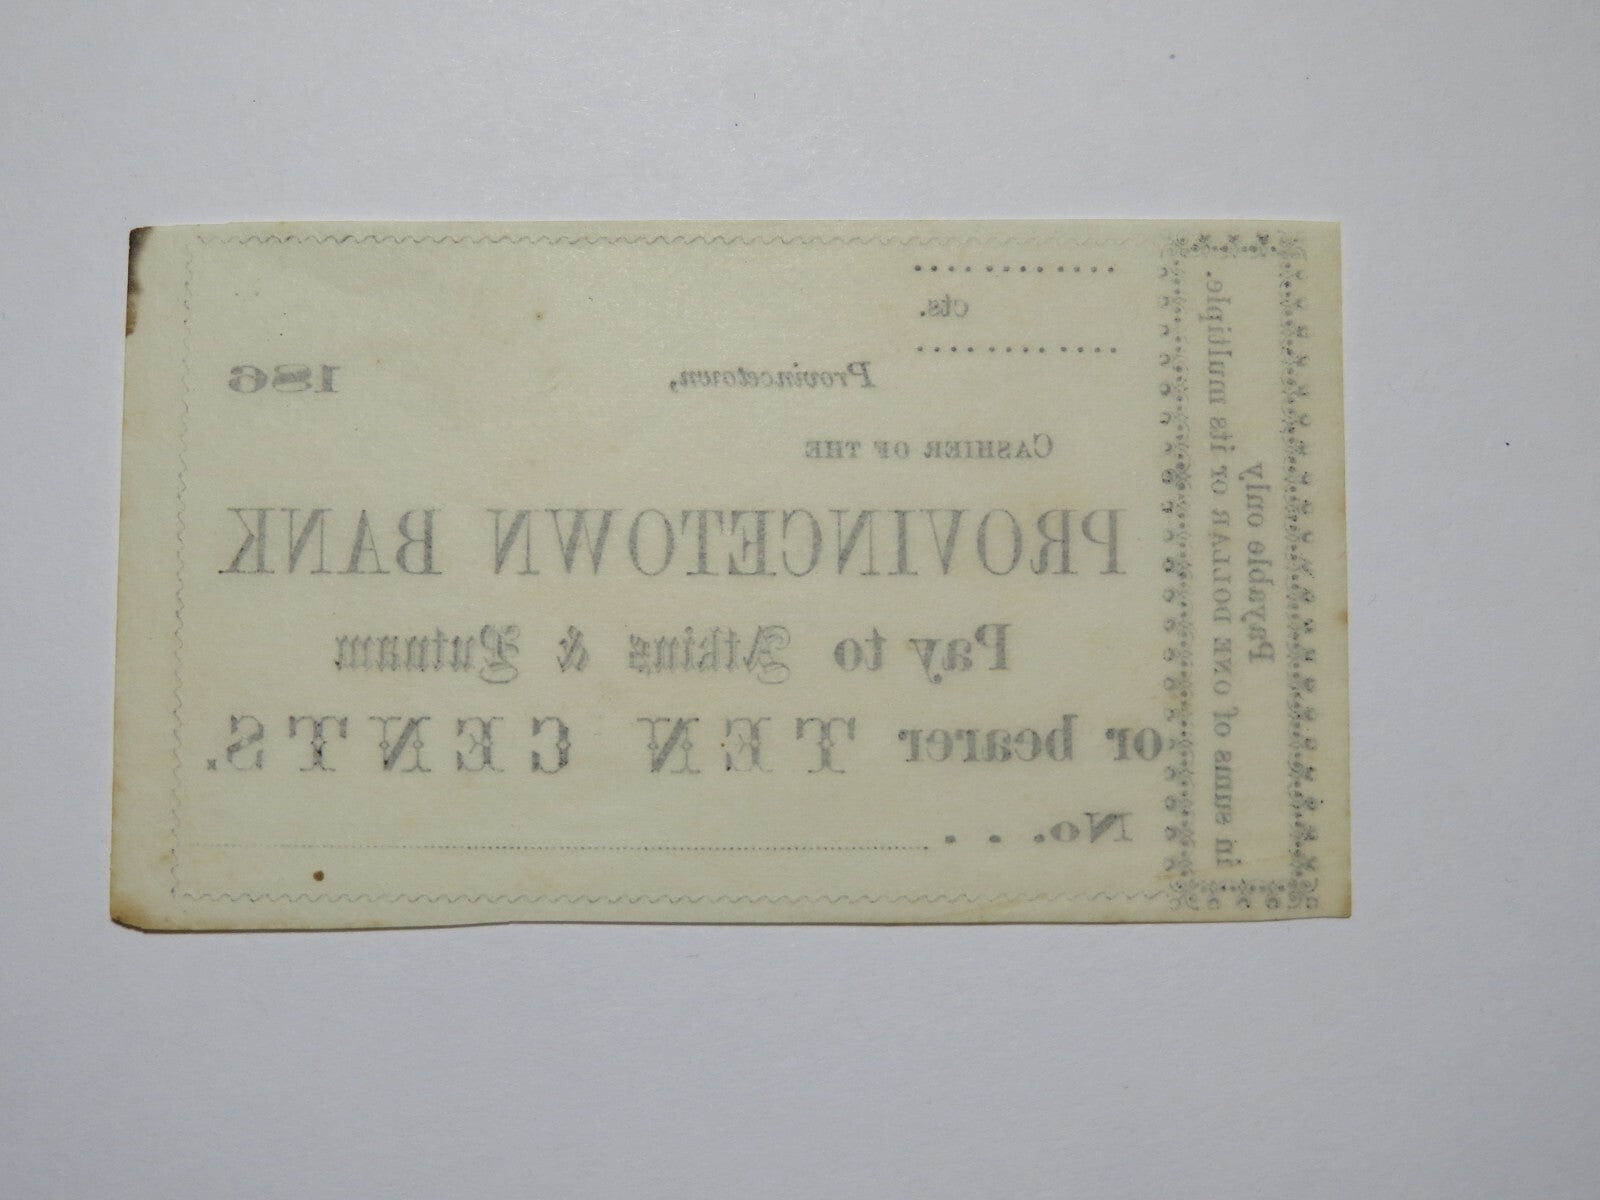 cts.
Provincetown, 186
CASHIER OF THE
PROVINCETOWN BANK
Pay to Atkins & Putnam
or bearer TEN CENTS.
No. . .
Payable only
in sums of ONE DOLLAR or its multiple.